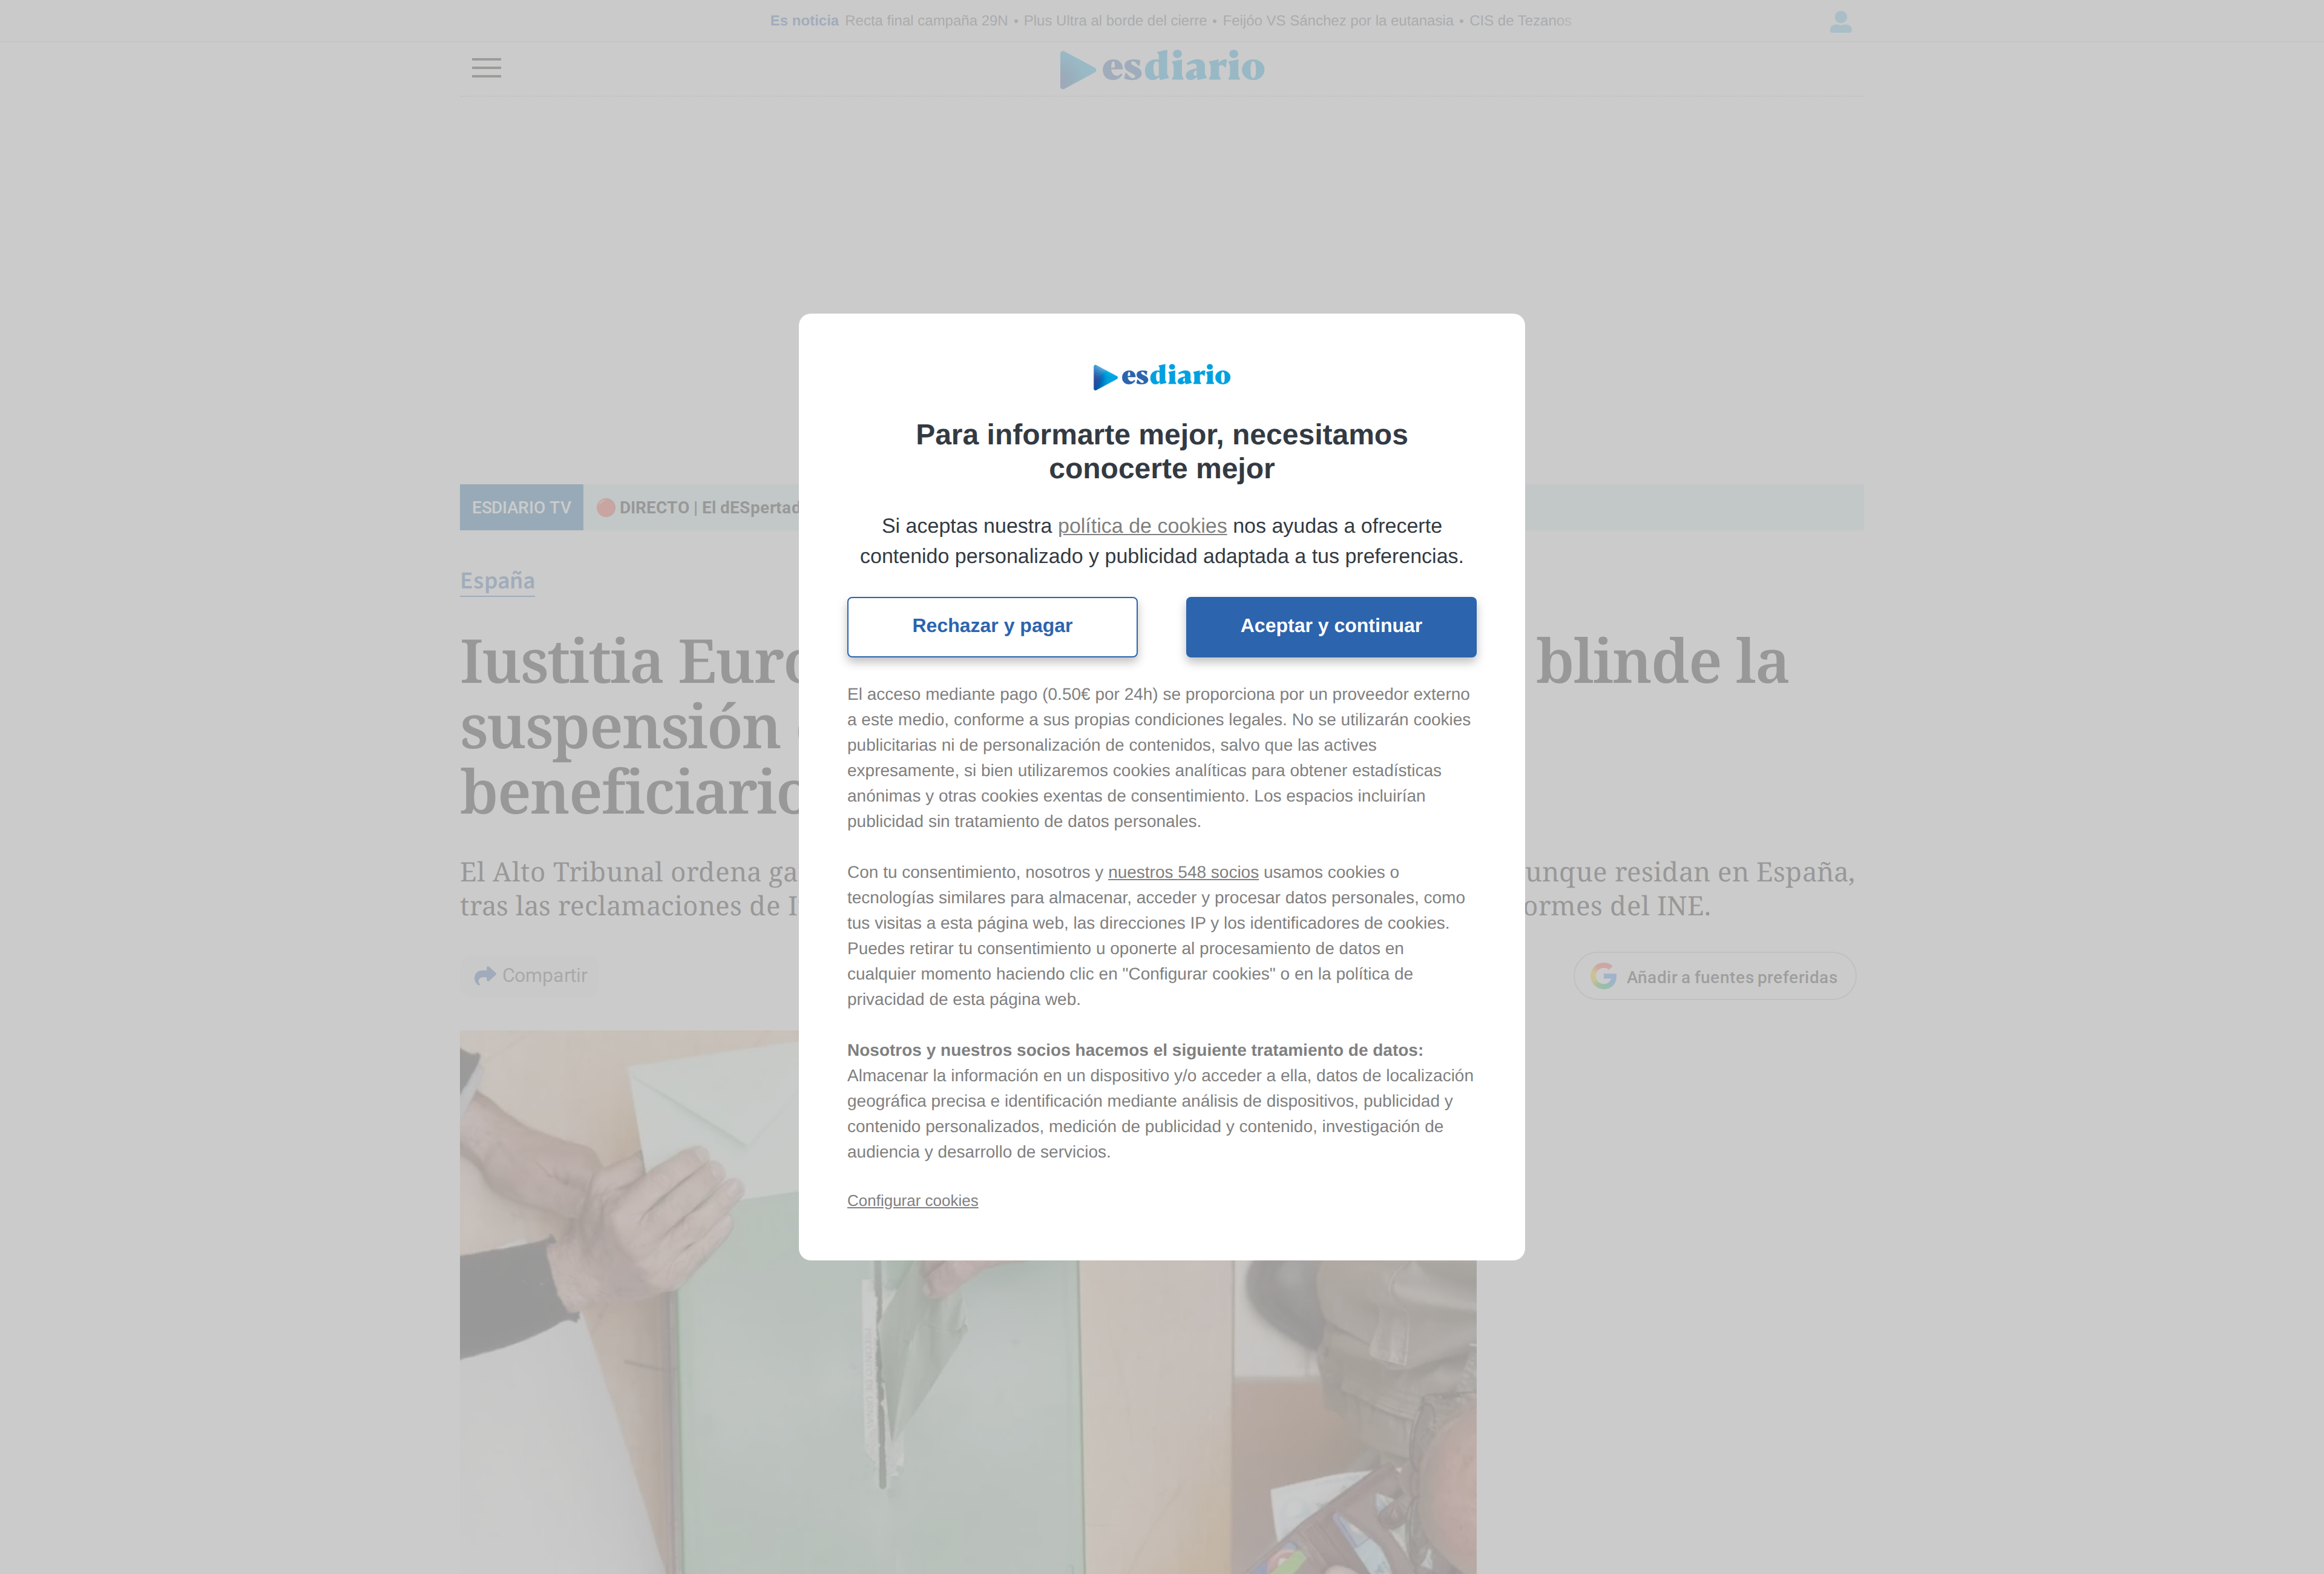 Es noticia Recta final campaña 29N • Plus Ultra al borde del cierre • Feijóo VS Sánchez por la eutanasia • CIS de Tezanos
esdiario
ESDIARIO TV DIRECTO | El dESpertad
España
Iustitia Euro blinde la
suspensión
beneficiario
El Alto Tribunal ordena ga unque residan en España,
tras las reclamaciones de I ormes del INE.
Compartir
Añadir a fuentes preferidas
esdiario
Para informarte mejor, necesitamos
conocerte mejor
Si aceptas nuestra política de cookies nos ayudas a ofrecerte
contenido personalizado y publicidad adaptada a tus preferencias.
Rechazar y pagar
Aceptar y continuar
El acceso mediante pago (0.50€ por 24h) se proporciona por un proveedor externo
a este medio, conforme a sus propias condiciones legales. No se utilizarán cookies
publicitarias ni de personalización de contenidos, salvo que las actives
expresamente, si bien utilizaremos cookies analíticas para obtener estadísticas
anónimas y otras cookies exentas de consentimiento. Los espacios incluirían
publicidad sin tratamiento de datos personales.
Con tu consentimiento, nosotros y nuestros 548 socios usamos cookies o
tecnologías similares para almacenar, acceder y procesar datos personales, como
tus visitas a esta página web, las direcciones IP y los identificadores de cookies.
Puedes retirar tu consentimiento u oponerte al procesamiento de datos en
cualquier momento haciendo clic en "Configurar cookies" o en la política de
privacidad de esta página web.
Nosotros y nuestros socios hacemos el siguiente tratamiento de datos:
Almacenar la información en un dispositivo y/o acceder a ella, datos de localización
geográfica precisa e identificación mediante análisis de dispositivos, publicidad y
contenido personalizados, medición de publicidad y contenido, investigación de
audiencia y desarrollo de servicios.
Configurar cookies